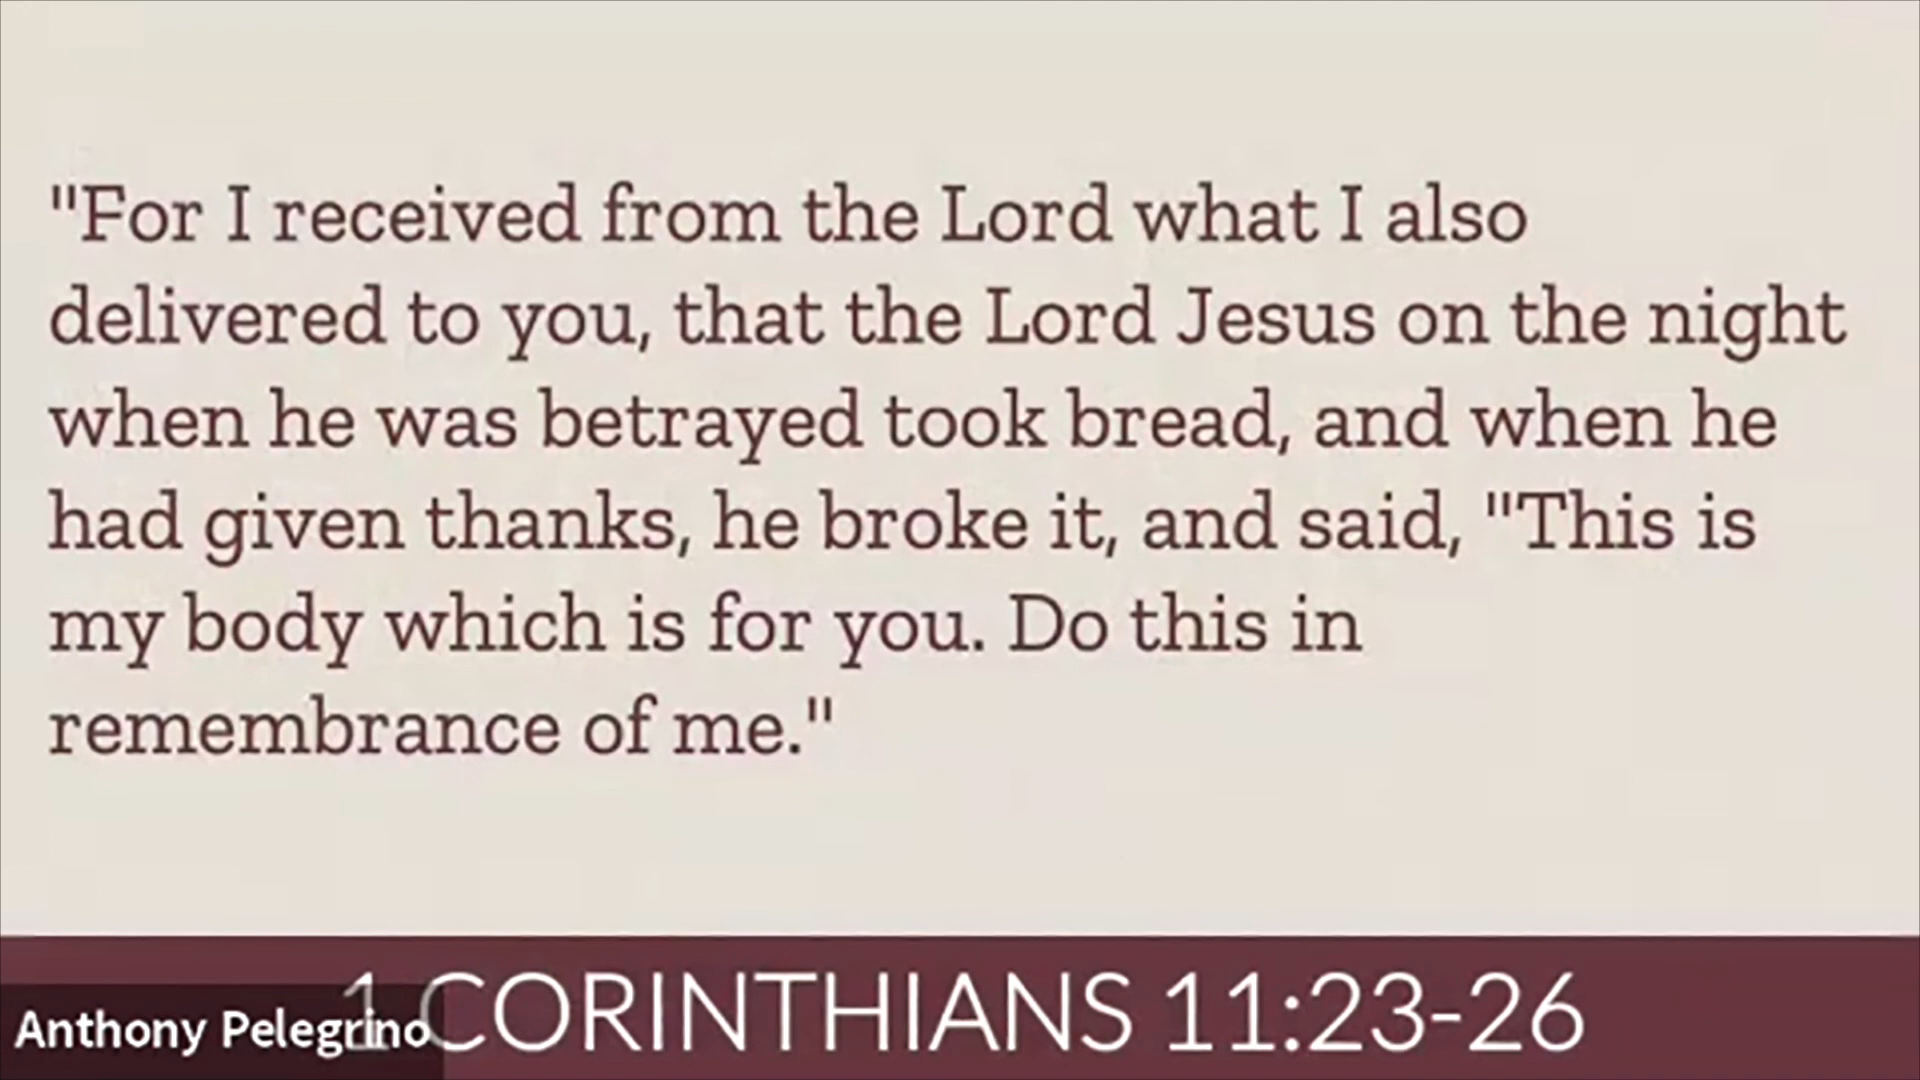 "For I received from the Lord what I also
delivered to you, that the Lord Jesus on the night
when he was betrayed took bread, and when he
had given thanks, he broke it, and said, "This is
my body which is for you. Do this in
remembrance of me."
1 CORINTHIANS 11:23-26
Anthony Pelegrino